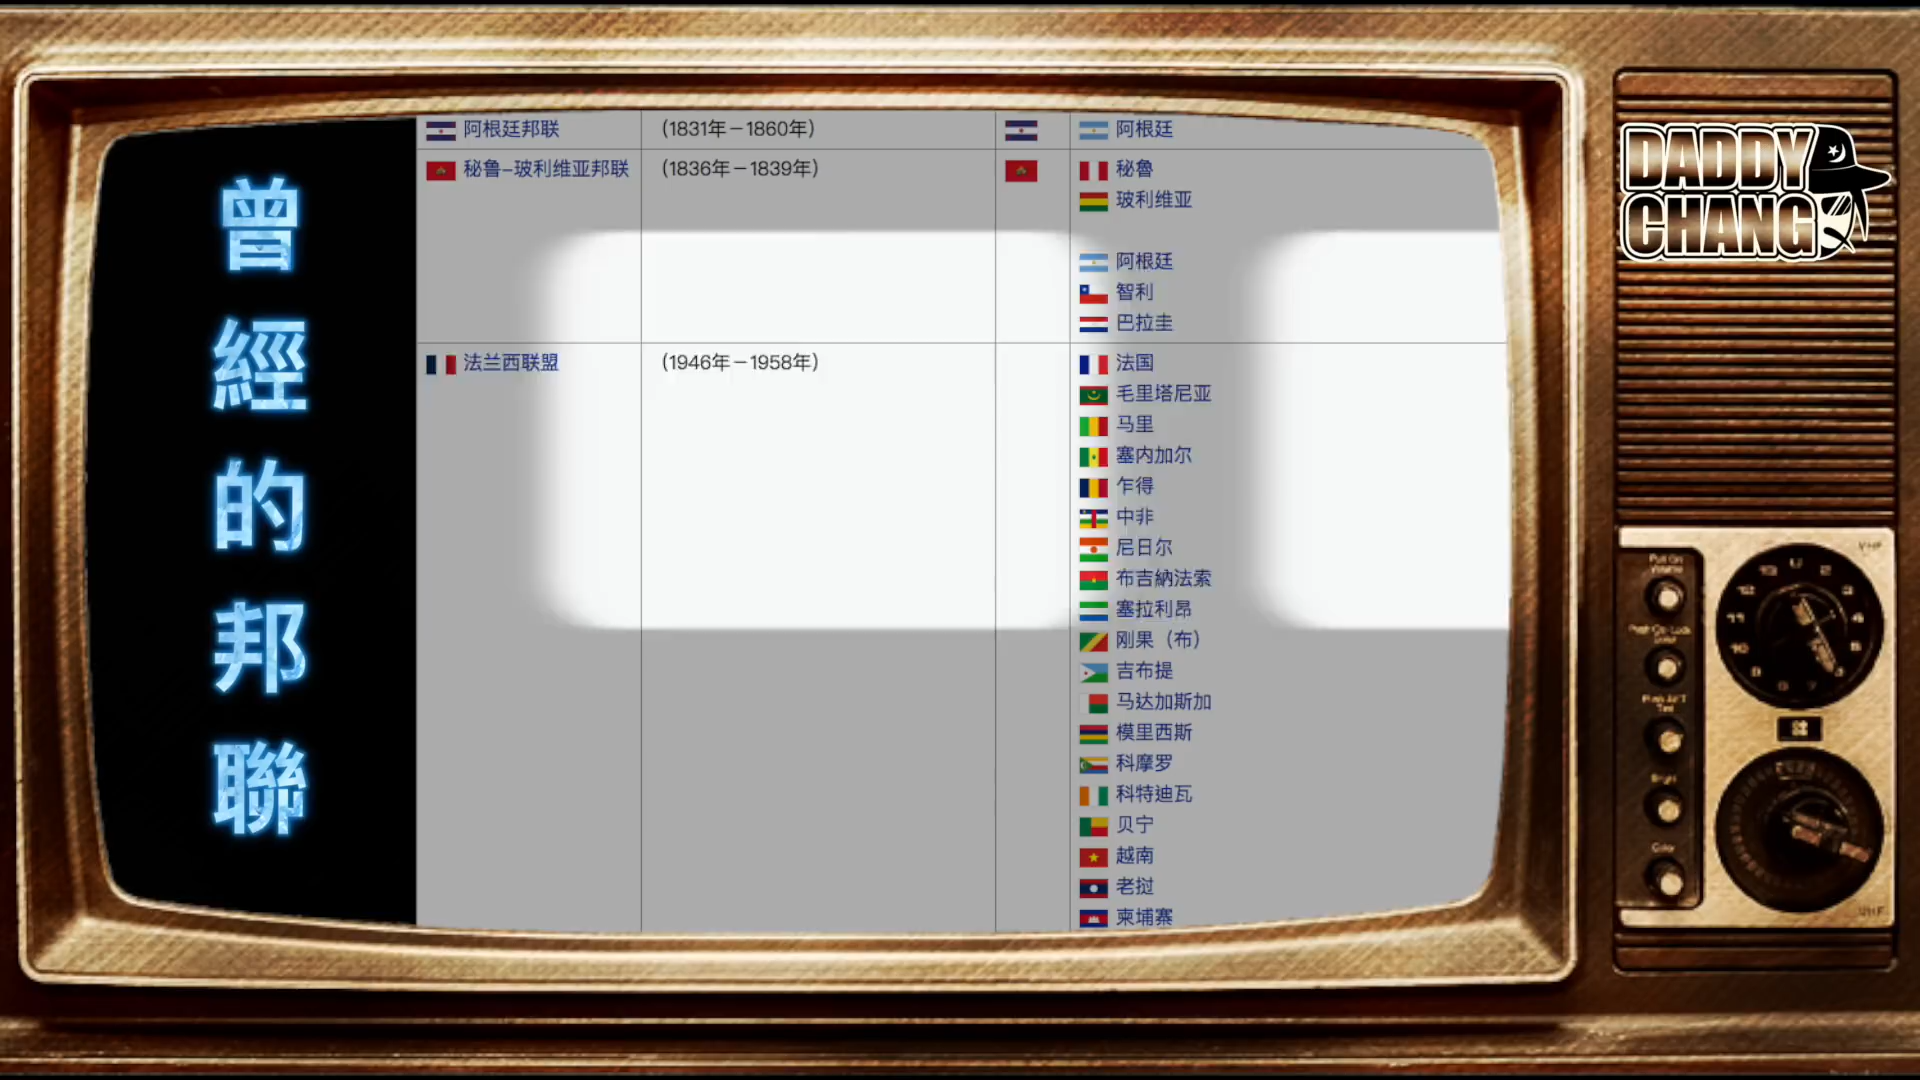 曾經的邦聯
阿根廷邦联 (1831年－1860年) 阿根廷
秘鲁–玻利维亚邦联 (1836年－1839年) 秘魯
玻利维亚
阿根廷
智利
巴拉圭
法兰西联盟 (1946年－1958年) 法国
毛里塔尼亚
马里
塞内加尔
乍得
中非
尼日尔
布吉納法索
塞拉利昂
刚果（布）
吉布提
马达加斯加
模里西斯
科摩罗
科特迪瓦
贝宁
越南
老挝
柬埔寨
DADDY
CHANG
VHF
UHF